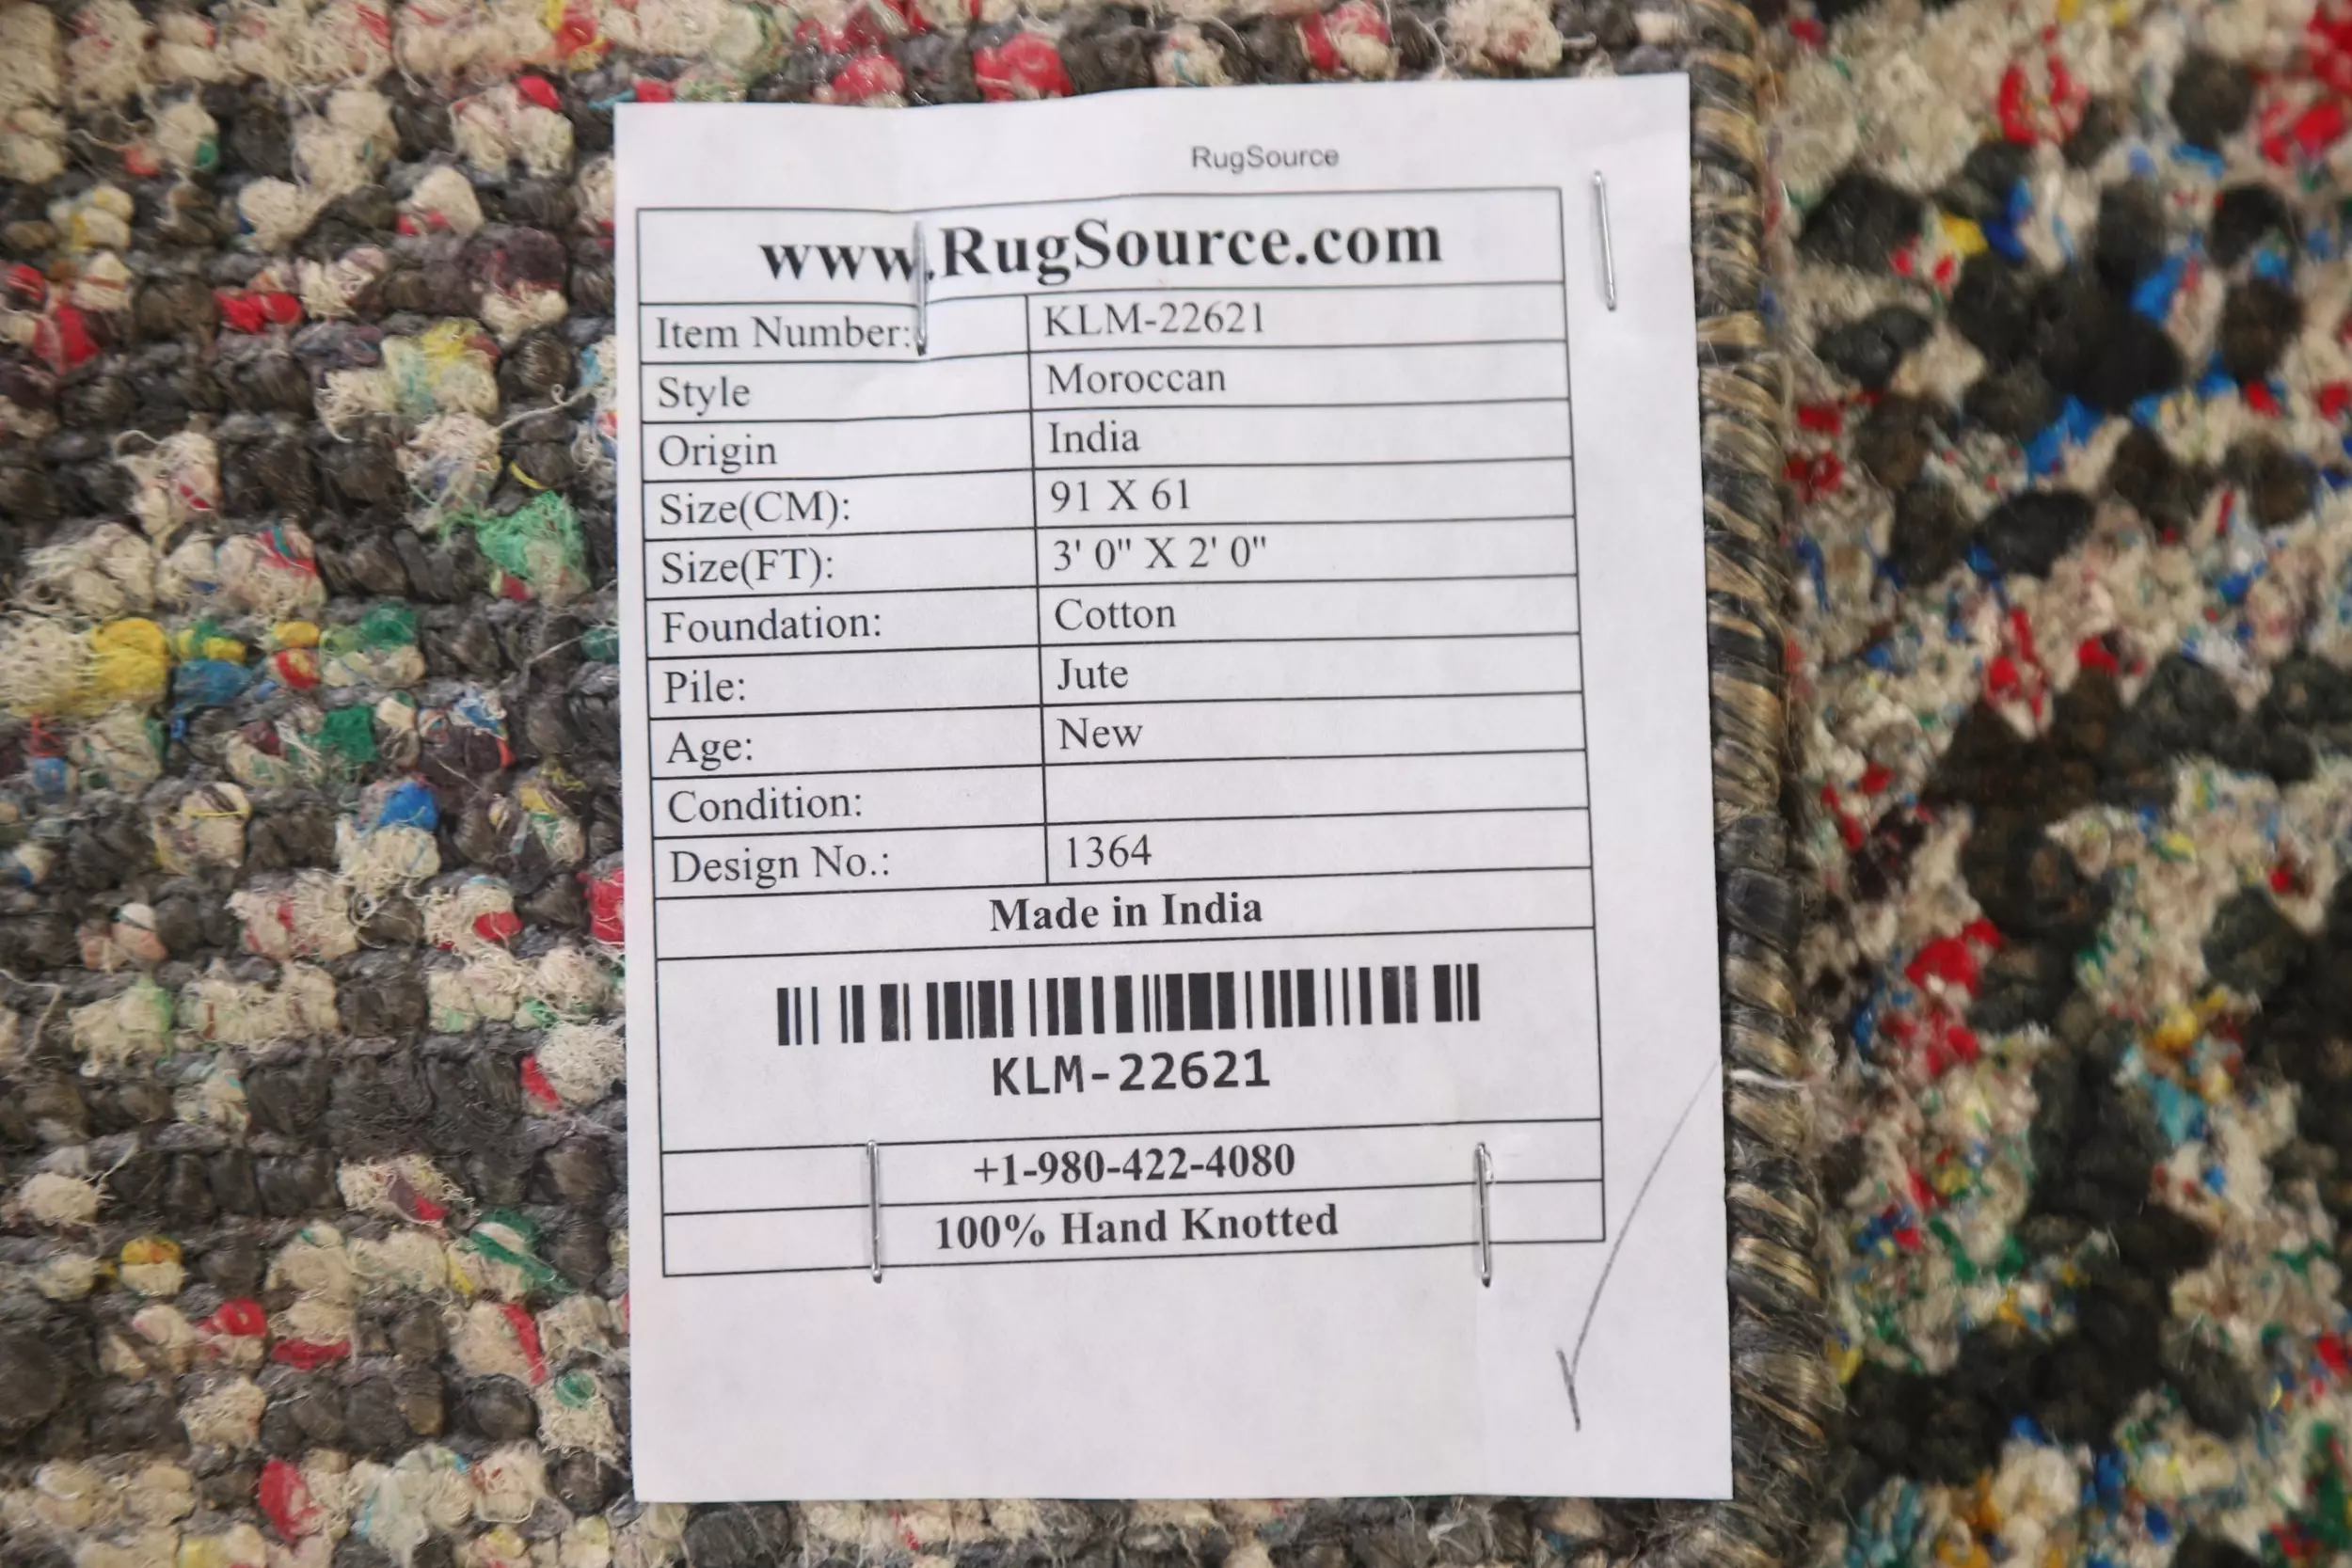 RugSource
www.RugSource.com
Item Number: KLM-22621
Style Moroccan
Origin India
Size(CM): 91 X 61
Size(FT): 3' 0" X 2' 0"
Foundation: Cotton
Pile: Jute
Age: New
Condition:
Design No.: 1364
Made in India
KLM-22621
+1-980-422-4080
100% Hand Knotted